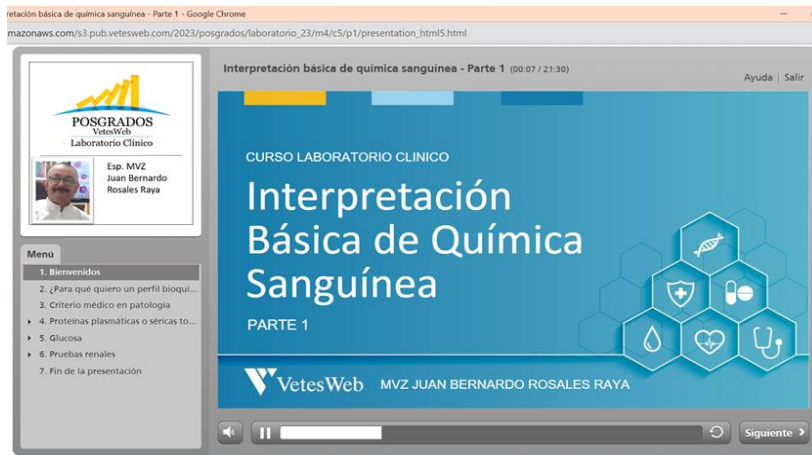 retación básica de química sanguínea - Parte 1 - Google Chrome
mazonaws.com/s3.pub.vetesweb.com/2023/posgrados/laboratorio_23/m4/c5/p1/presentation_html5.html
POSGRADOS
VetesWeb
Laboratorio Clínico
Esp. MVZ
Juan Bernardo
Rosales Raya
Menú
1. Bienvenidos
2. ¿Para qué quiero un perfil bioquí...
3. Criterio médico en patología
4. Proteínas plasmáticas o séricas to...
5. Glucosa
6. Pruebas renales
7. Fin de la presentación
Interpretación básica de química sanguínea - Parte 1 (00:07 / 21:30)
Ayuda | Salir
CURSO LABORATORIO CLINICO
Interpretación
Básica de Química
Sanguínea
PARTE 1
VetesWeb MVZ JUAN BERNARDO ROSALES RAYA
Siguiente